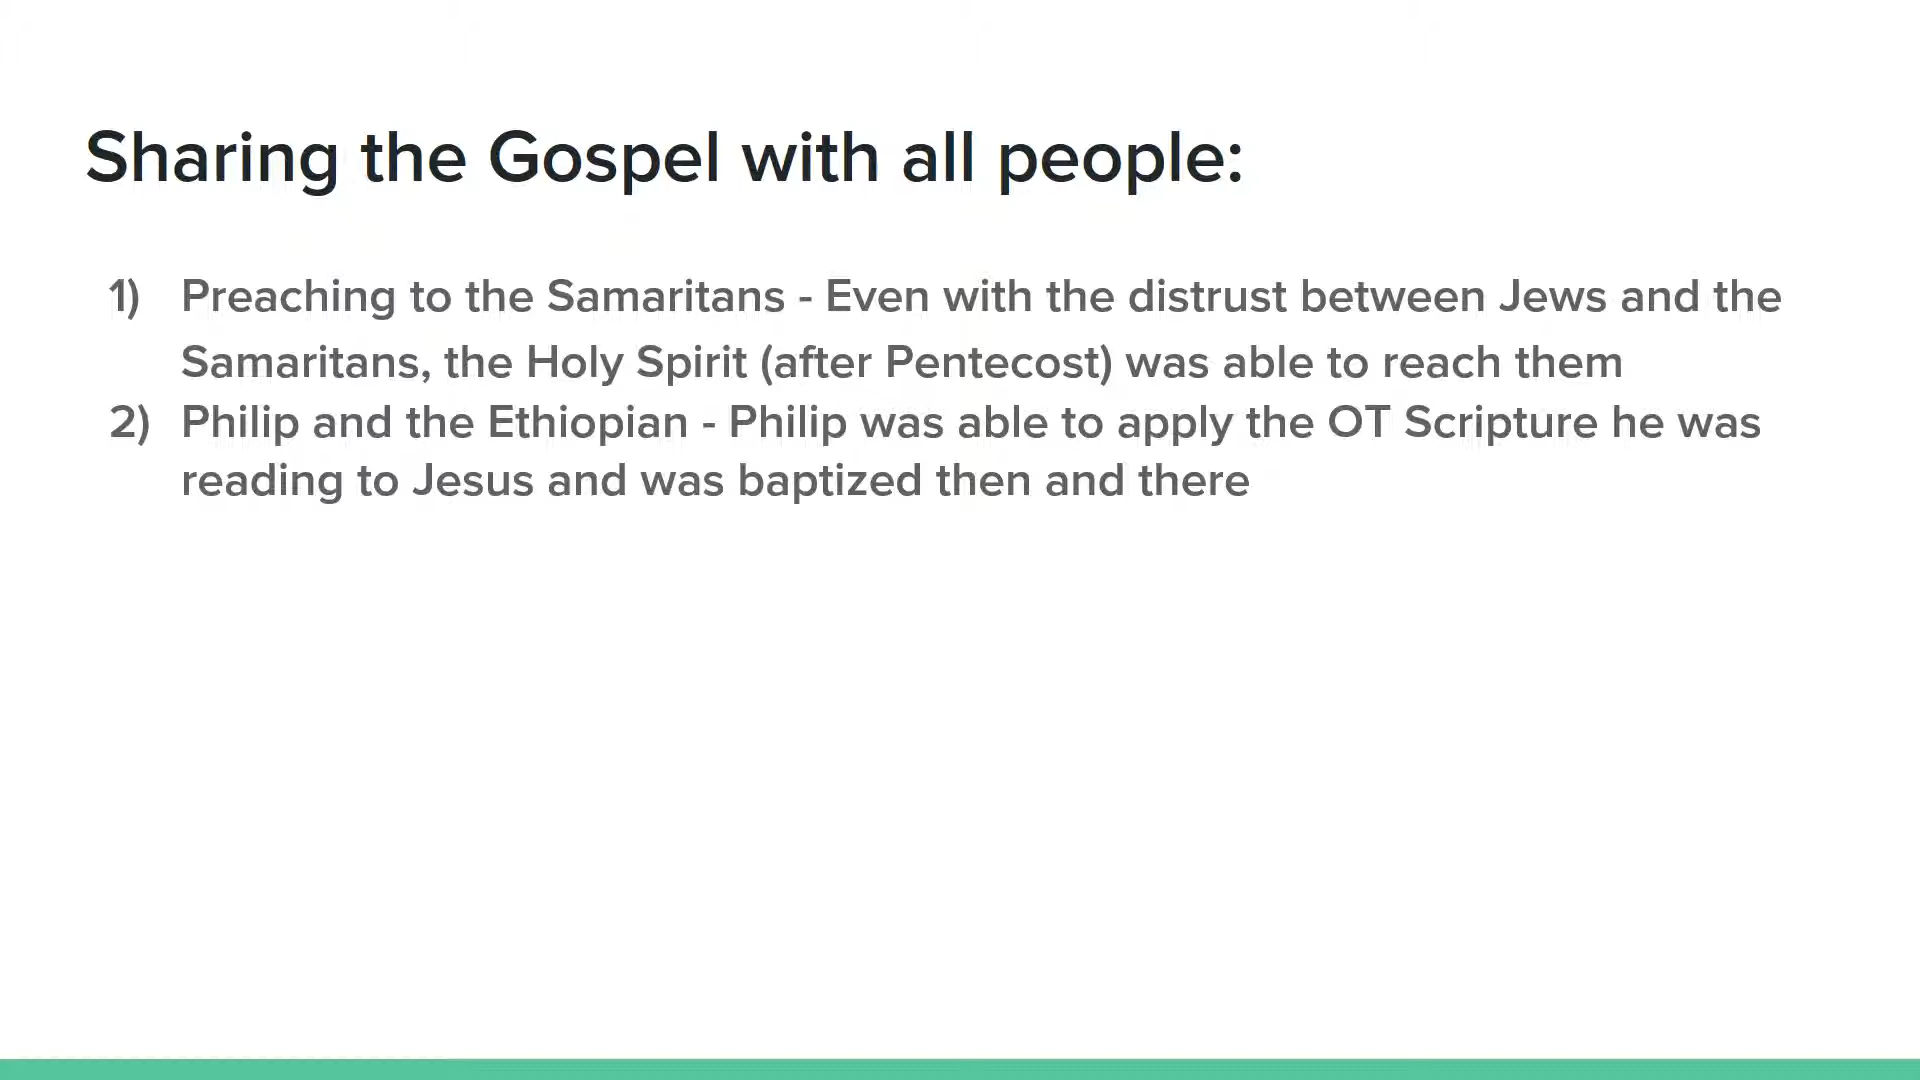 Sharing the Gospel with all people:
1) Preaching to the Samaritans - Even with the distrust between Jews and the
Samaritans, the Holy Spirit (after Pentecost) was able to reach them
2) Philip and the Ethiopian - Philip was able to apply the OT Scripture he was
reading to Jesus and was baptized then and there